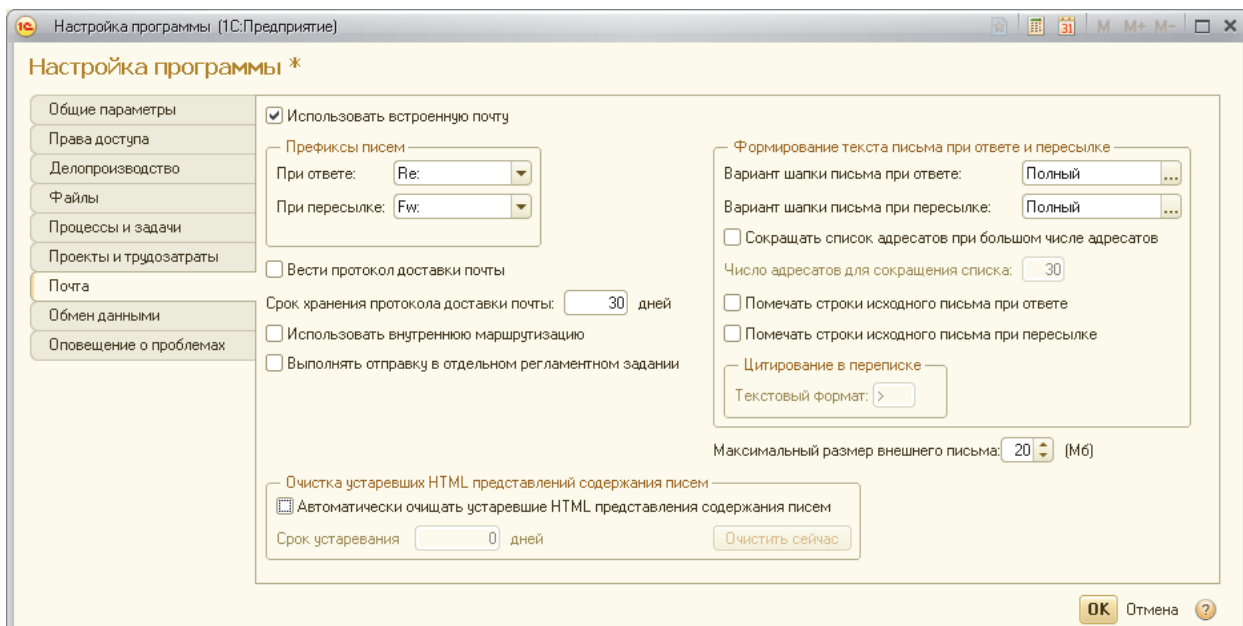 1С Настройка программы (1С:Предприятие) 31 M M+ M-
Настройка программы *
Общие параметры
Права доступа
Делопроизводство
Файлы
Процессы и задачи
Проекты и трудозатраты
Почта
Обмен данными
Оповещение о проблемах
Использовать встроенную почту
Префиксы писем
При ответе: Re:
При пересылке: Fw:
Вести протокол доставки почты
Срок хранения протокола доставки почты: 30 дней
Использовать внутреннюю маршрутизацию
Выполнять отправку в отдельном регламентном задании
Формирование текста письма при ответе и пересылке
Вариант шапки письма при ответе: Полный ...
Вариант шапки письма при пересылке: Полный ...
Сокращать список адресатов при большом числе адресатов
Число адресатов для сокращения списка: 30
Помечать строки исходного письма при ответе
Помечать строки исходного письма при пересылке
Цитирование в переписке
Текстовый формат: >
Максимальный размер внешнего письма: 20 (Мб)
Очистка устаревших HTML представлений содержания писем
Автоматически очищать устаревшие HTML представления содержания писем
Срок устаревания 0 дней Очистить сейчас
OK Отмена ?